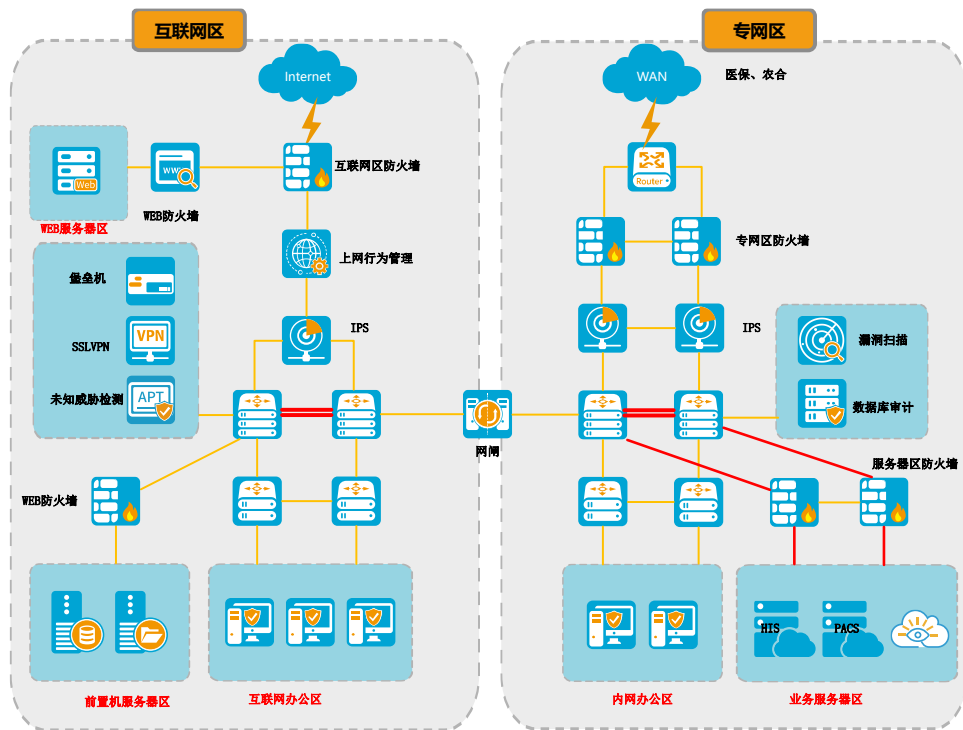 互联网区
专网区
Internet
WAN
医保、农合
Web
WW
互联网区防火墙
Router
WEB防火墙
WEB服务器区
专网区防火墙
堡垒机
上网行为管理
SSLVPN
VPN
IPS
IPS
漏洞扫描
未知威胁检测
APT
数据库审计
网闸
服务器区防火墙
WEB防火墙
HIS
PACS
前置机服务器区
互联网办公区
内网办公区
业务服务器区